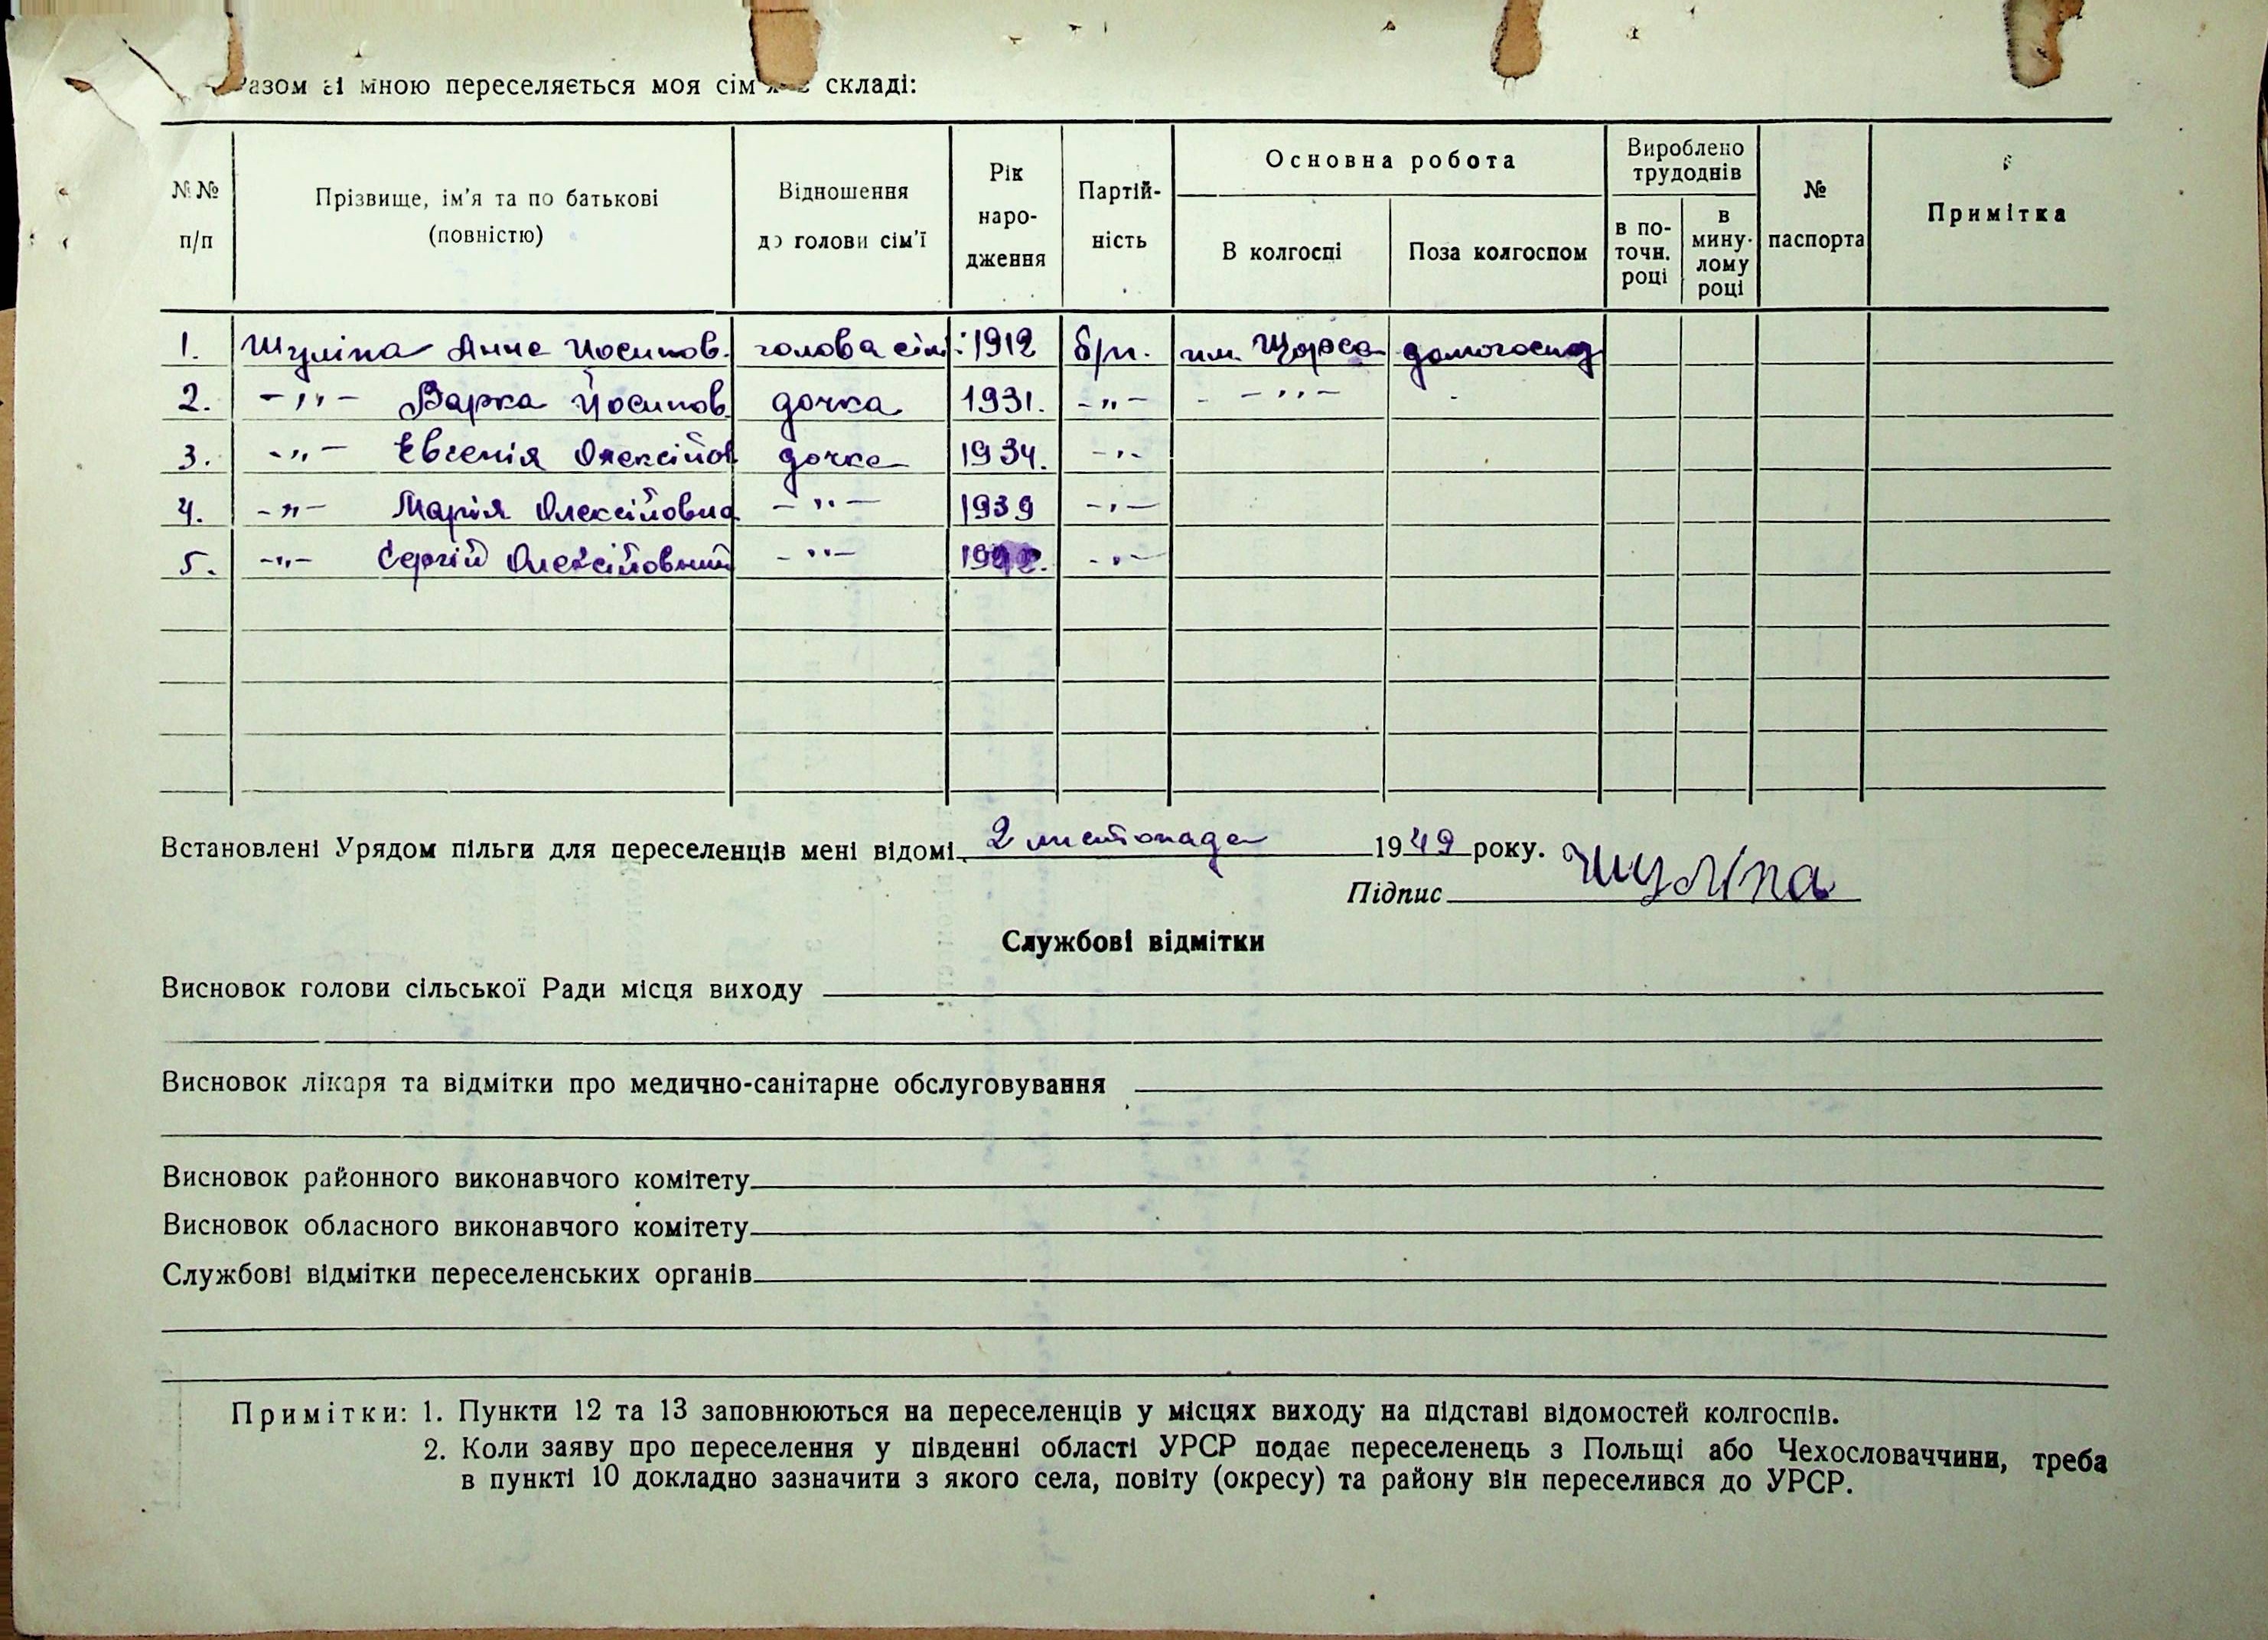 Разом зі мною переселяється моя сім'я в складі:
№№ п/п
Прізвище, ім'я та по батькові (повністю)
Відношення до голови сім'ї
Рік народження
Партійність
Основна робота
В колгоспі
Поза колгоспом
Вироблено трудоднів
в поточн. році
в минулому році
№ паспорта
Примітка
1. Шуліпа Анна Йосипов. голова сім: 1912 б/п. им. Щорса домогоспод
2. -„- Варка Йосипов. дочка 1931. -„- -„-
3. -„- Евгенія Олексійов дочка 1934. -„-
4. -„- Марія Олексійовна -„- 1939 -„-
5. -„- Сергій Олексійович -„- -„-
Встановлені Урядом пільги для переселенців мені відомі. 2 листопада 1949 року.
Підпис Шуліпа
Службові відмітки
Висновок голови сільської Ради місця виходу
Висновок лікаря та відмітки про медично-санітарне обслуговування
Висновок районного виконавчого комітету
Висновок обласного виконавчого комітету
Службові відмітки переселенських органів
Примітки: 1. Пункти 12 та 13 заповнюються на переселенців у місцях виходу на підставі відомостей колгоспів.
2. Коли заяву про переселення у південні області УРСР подає переселенець з Польщі або Чехословаччини, треба
в пункті 10 докладно зазначити з якого села, повіту (окресу) та району він переселився до УРСР.